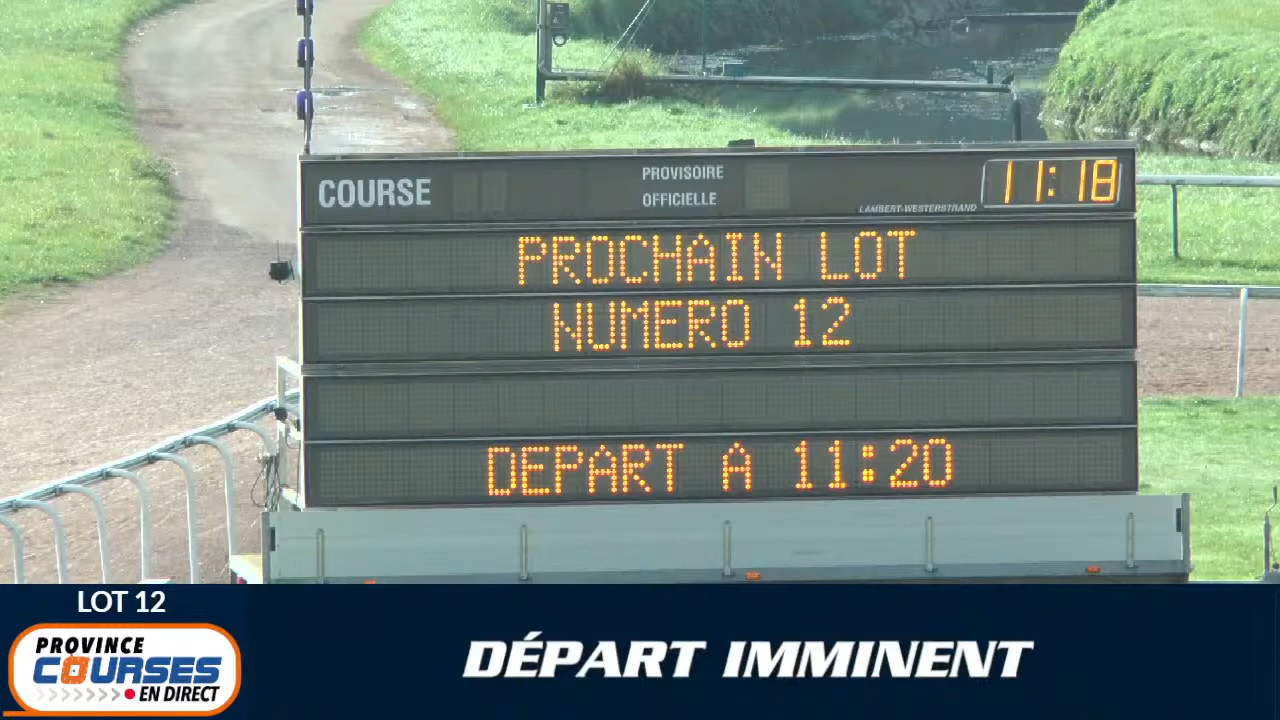 COURSE
PROVISOIRE
OFFICIELLE
LAMBERT-WESTERSTRAND
11:18
PROCHAIN LOT
NUMERO 12
DEPART A 11:20
LOT 12
PROVINCE
COURSES
EN DIRECT
DÉPART IMMINENT